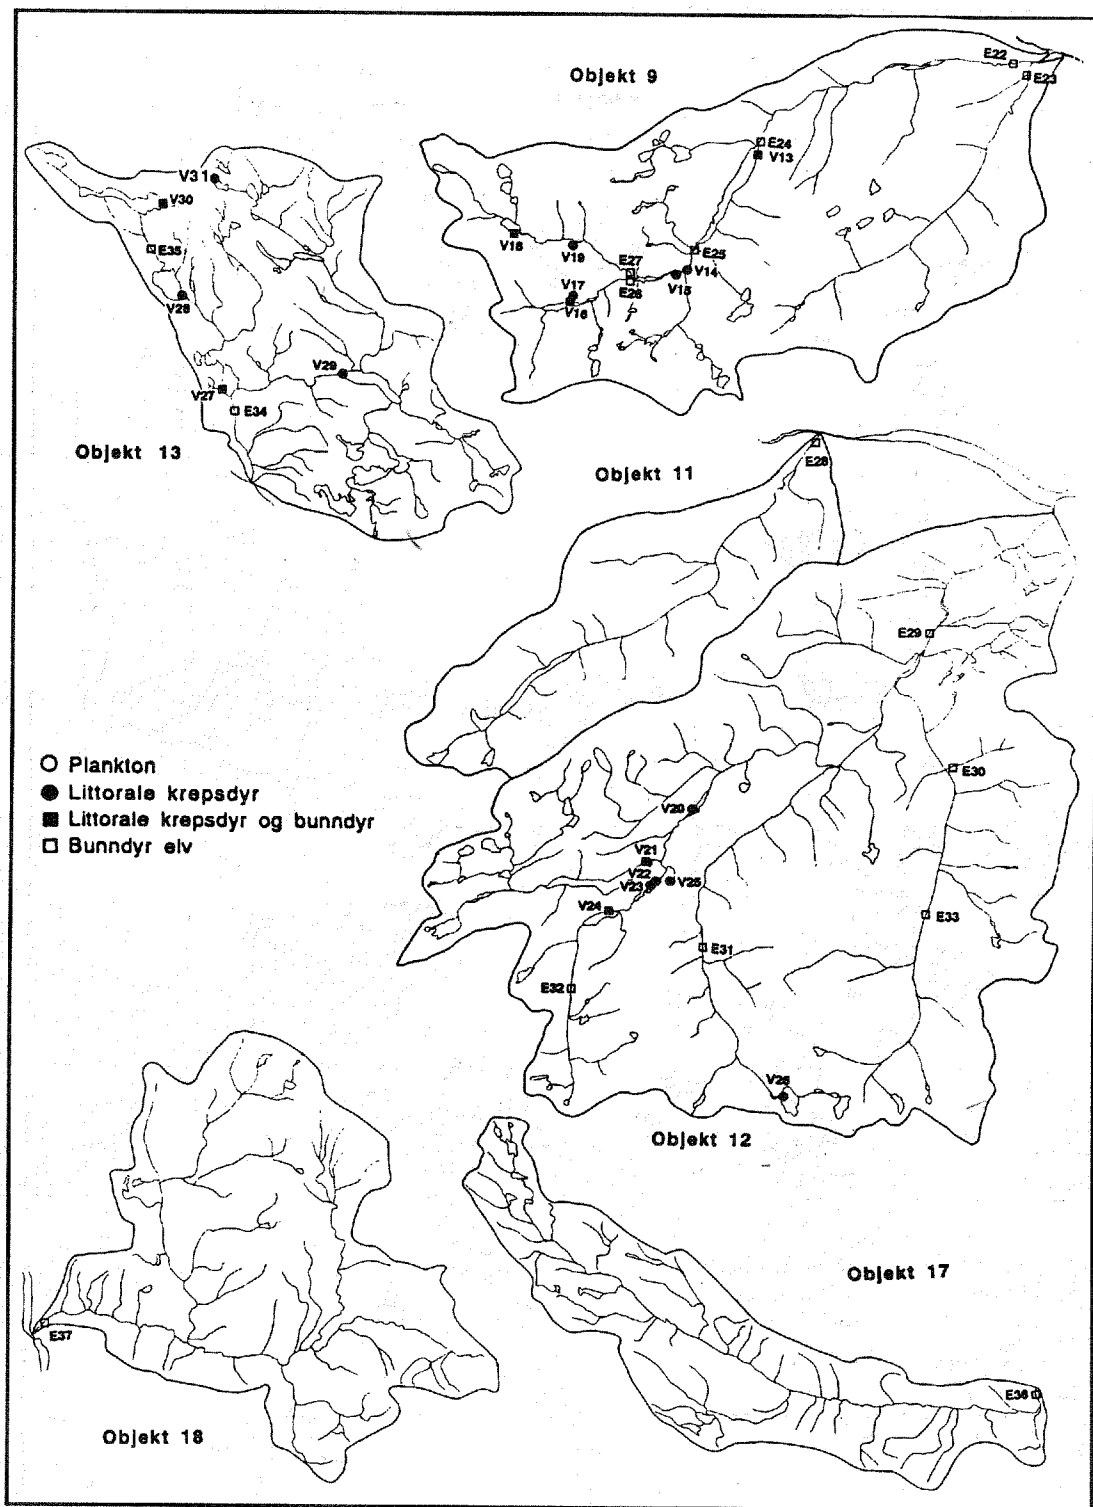 Objekt 9
E22
E23
E24
V13
V31
V30
E35
V28
V18
V19
E27
E26
V17
V16
E25
V14
V15
V29
V27
E34
Objekt 13
Objekt 11
E28
E29
E30
Plankton
Littorale krepsdyr
Littorale krepsdyr og bunndyr
Bunndyr elv
V20
V21
V22
V23
V25
V24
E33
E31
E32
V26
Objekt 12
Objekt 17
E37
E36
Objekt 18